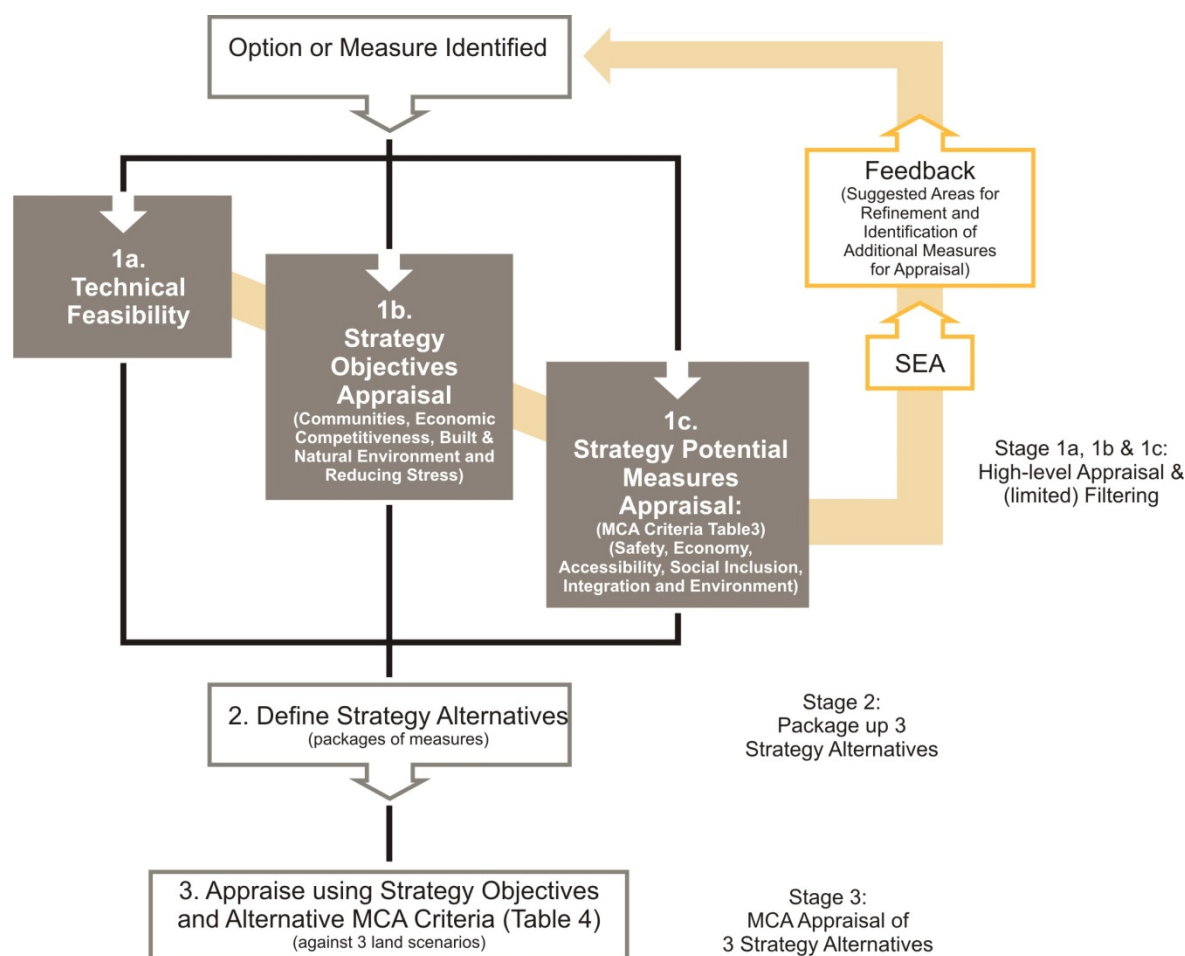 Option or Measure Identified
1a.
Technical
Feasibility
1b.
Strategy
Objectives
Appraisal
(Communities, Economic
Competitiveness, Built &
Natural Environment and
Reducing Stress)
1c.
Strategy Potential
Measures
Appraisal:
(MCA Criteria Table3)
(Safety, Economy,
Accessibility, Social Inclusion,
Integration and Environment)
Feedback
(Suggested Areas for
Refinement and
Identification of
Additional Measures
for Appraisal)
SEA
Stage 1a, 1b & 1c:
High-level Appraisal &
(limited) Filtering
2. Define Strategy Alternatives
(packages of measures)
Stage 2:
Package up 3
Strategy Alternatives
3. Appraise using Strategy Objectives
and Alternative MCA Criteria (Table 4)
(against 3 land scenarios)
Stage 3:
MCA Appraisal of
3 Strategy Alternatives